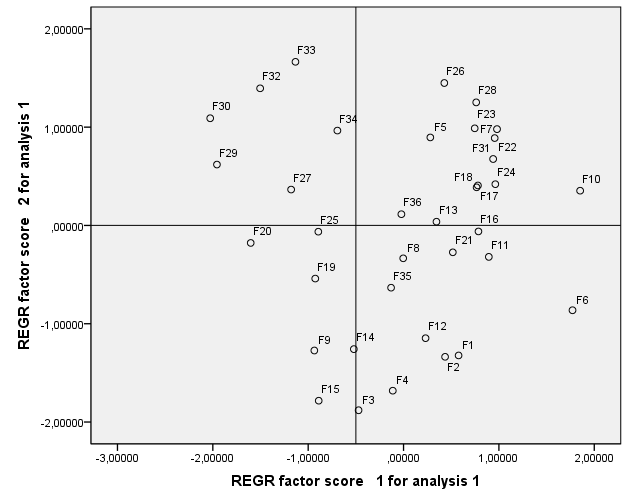 2,00000
F33
F32
F26
F28
F30
F23
1,00000
F34
F5
F7
F31
F22
F29
F27
F18
F24
F10
F17
F36
F13
F16
,00000
F25
F20
F21
F8
F11
F19
F35
F6
-1,00000
F12
F9
F14
F1
F2
F15
F4
F3
-2,00000
-3,00000 -2,00000 -1,00000 ,00000 1,00000 2,00000
REGR factor score 1 for analysis 1
REGR factor score 2 for analysis 1